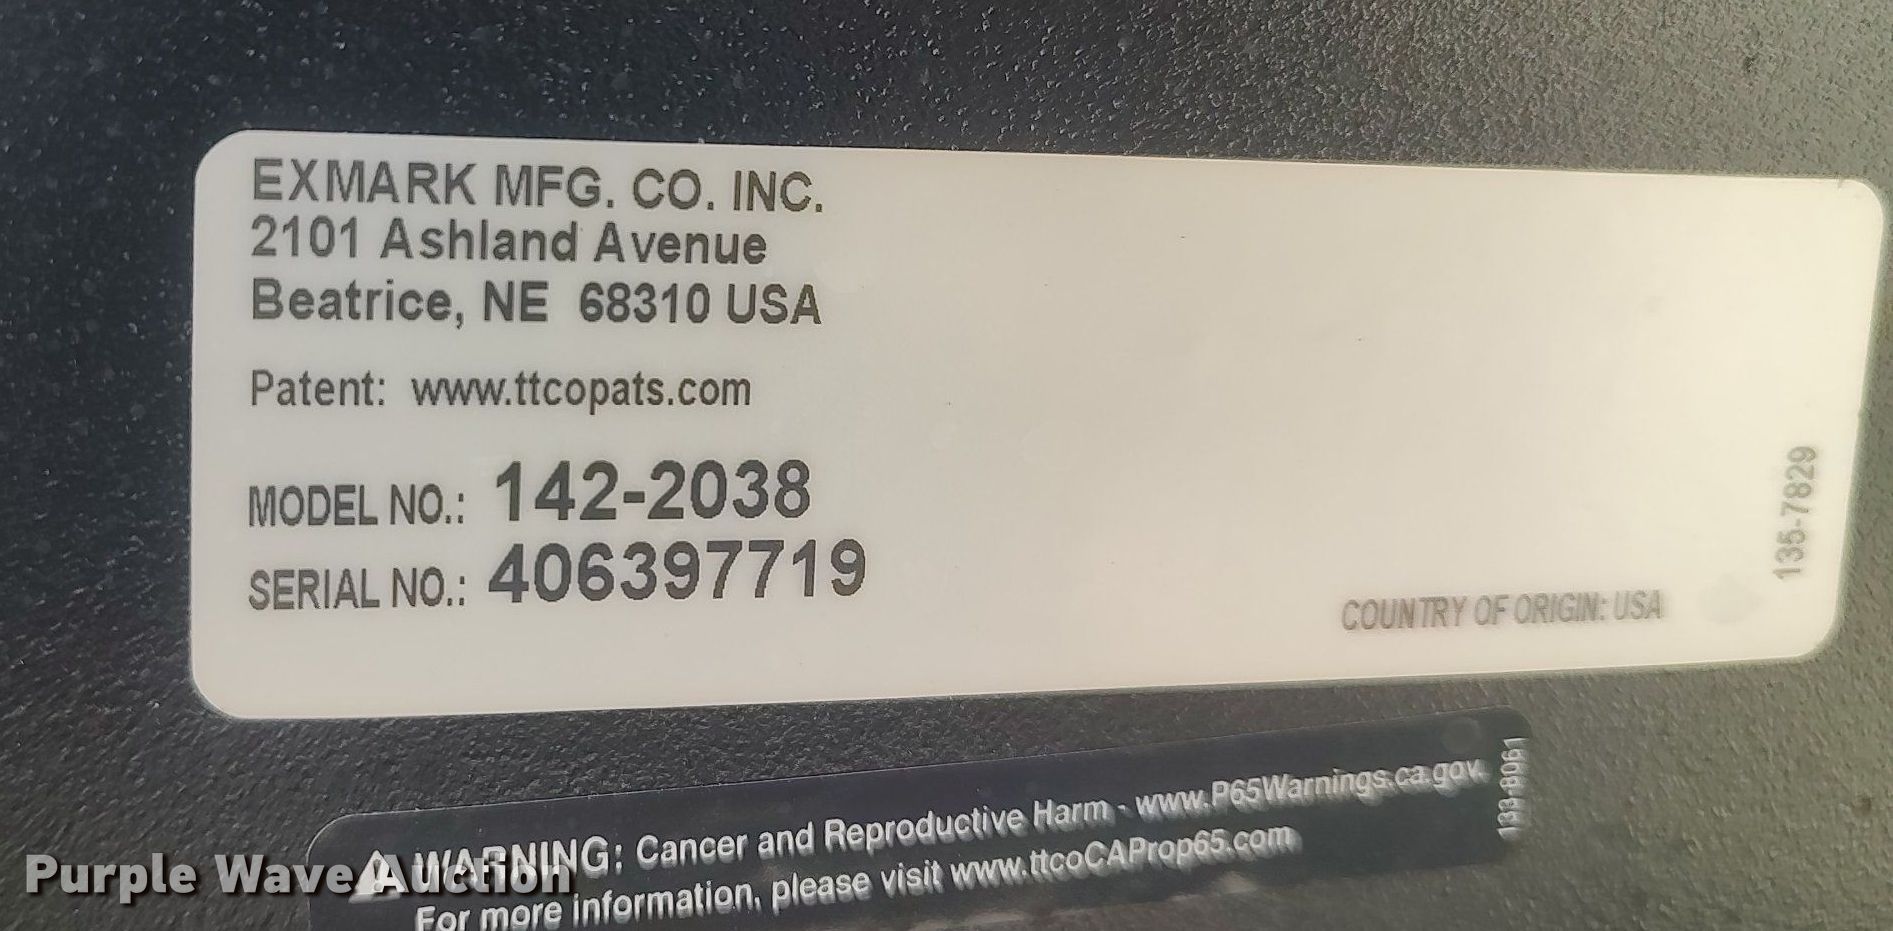 EXMARK MFG. CO. INC.
2101 Ashland Avenue
Beatrice, NE 68310 USA
Patent: www.ttcopats.com
MODEL NO.: 142-2038
SERIAL NO.: 406397719
COUNTRY OF ORIGIN: USA
135-7829
WARNING: Cancer and Reproductive Harm - www.P65Warnings.ca.gov.
For more information, please visit www.ttcoCAProp65.com
133-8061
Purple Wave Auction